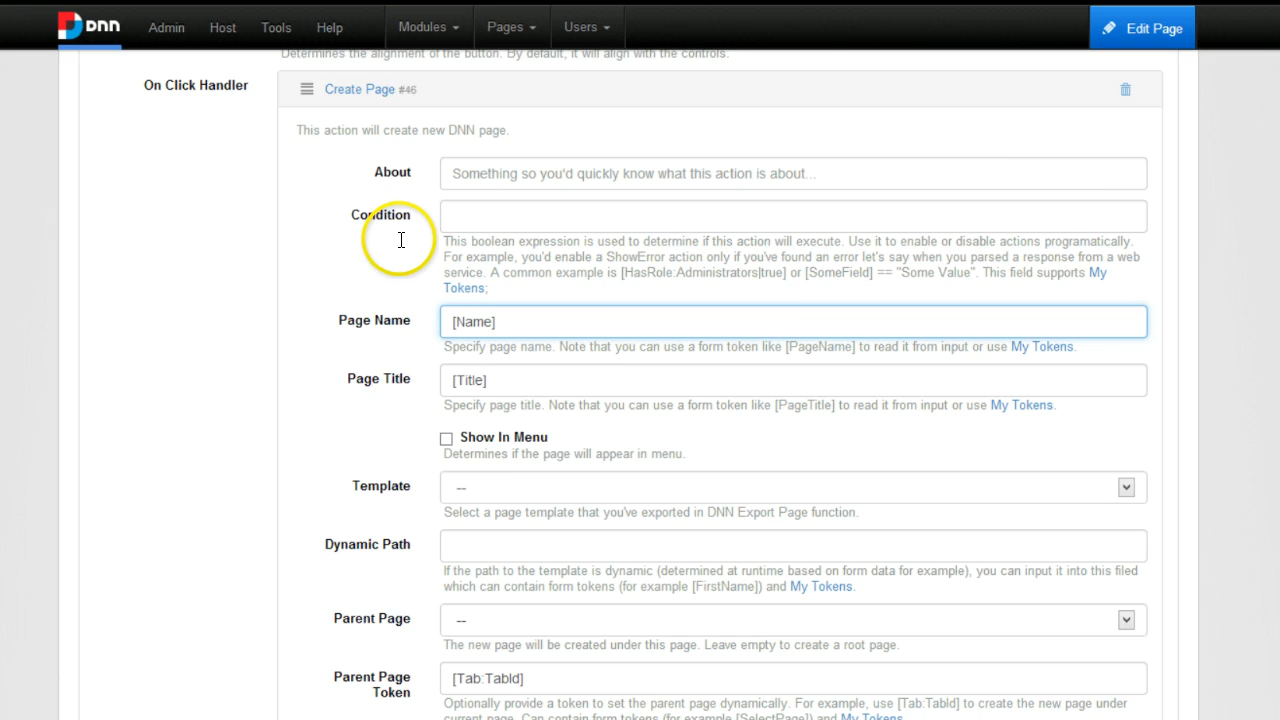 dnn Admin Host Tools Help Modules Pages Users Edit Page
Determines the alignment of the button. By default, it will align with the controls.
On Click Handler
Create Page #46
This action will create new DNN page.
About
Something so you'd quickly know what this action is about...
Condition
This boolean expression is used to determine if this action will execute. Use it to enable or disable actions programatically.
For example, you'd enable a ShowError action only if you've found an error let's say when you parsed a response from a web
service. A common example is [HasRole:Administrators|true] or [SomeField] == "Some Value". This field supports My
Tokens;
Page Name
[Name]
Specify page name. Note that you can use a form token like [PageName] to read it from input or use My Tokens.
Page Title
[Title]
Specify page title. Note that you can use a form token like [PageTitle] to read it from input or use My Tokens.
Show In Menu
Determines if the page will appear in menu.
Template
--
Select a page template that you've exported in DNN Export Page function.
Dynamic Path
If the path to the template is dynamic (determined at runtime based on form data for example), you can input it into this filed
which can contain form tokens (for example [FirstName]) and My Tokens.
Parent Page
--
The new page will be created under this page. Leave empty to create a root page.
Parent Page
Token
[Tab:TabId]
Optionally provide a token to set the parent page dynamically. For example, use [Tab:TabId] to create the new page under
current page. Can contain form tokens (for example [SelectPage]) and My Tokens.